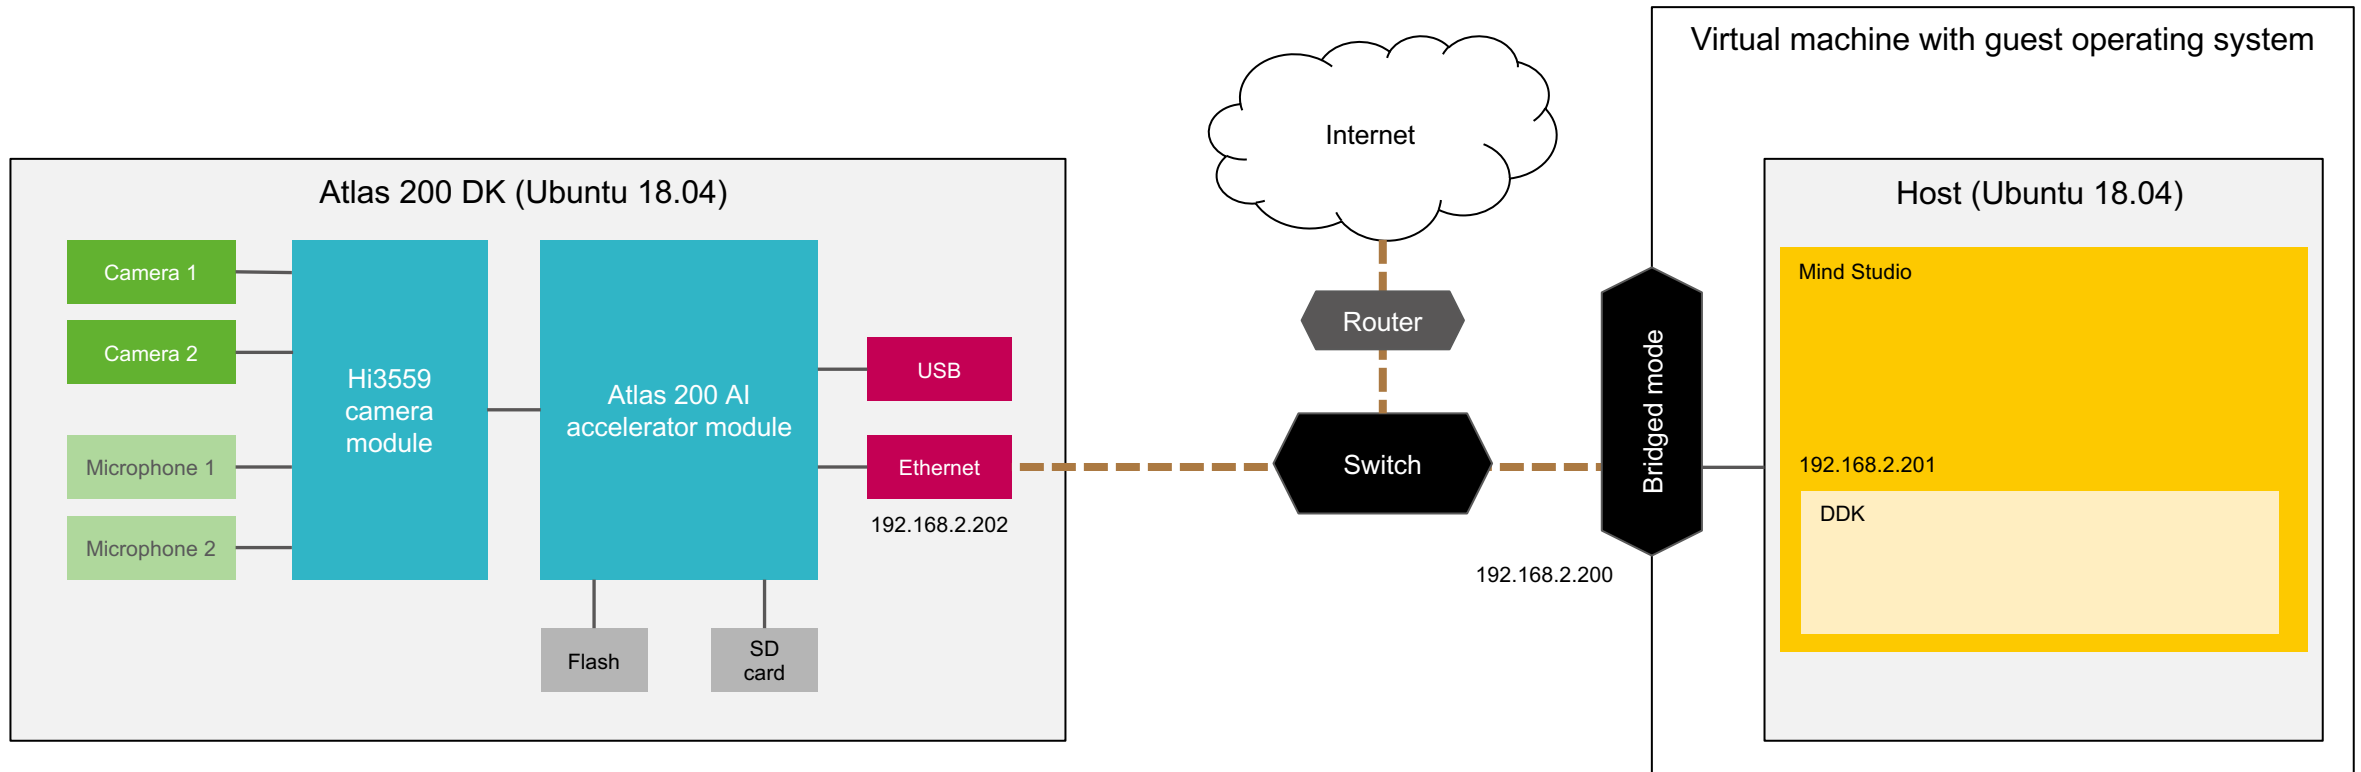 Virtual machine with guest operating system
Internet
Atlas 200 DK (Ubuntu 18.04)
Host (Ubuntu 18.04)
Camera 1
Camera 2
Microphone 1
Microphone 2
Hi3559
camera
module
Atlas 200 AI
accelerator module
USB
Ethernet
192.168.2.202
Flash
SD
card
Router
Switch
Bridged mode
192.168.2.200
Mind Studio
192.168.2.201
DDK